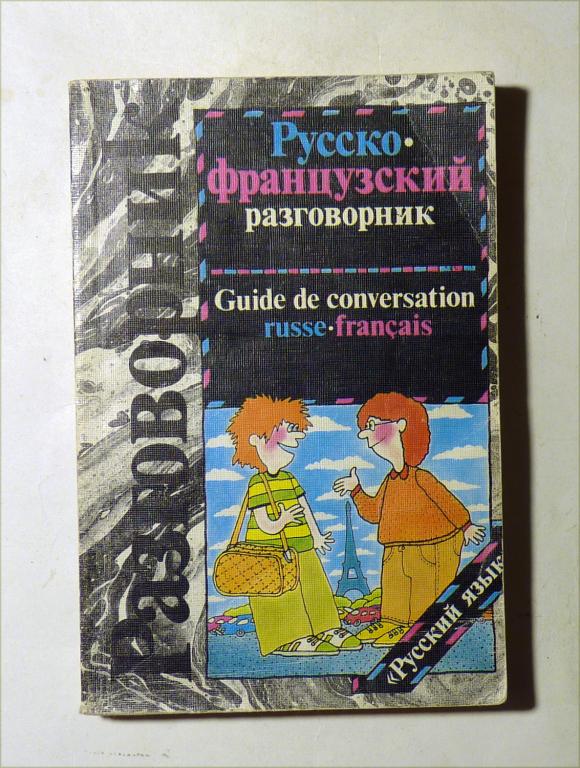 Разговорник
Русско•
французский
разговорник
Guide de conversation
russe•français
«Русский язык